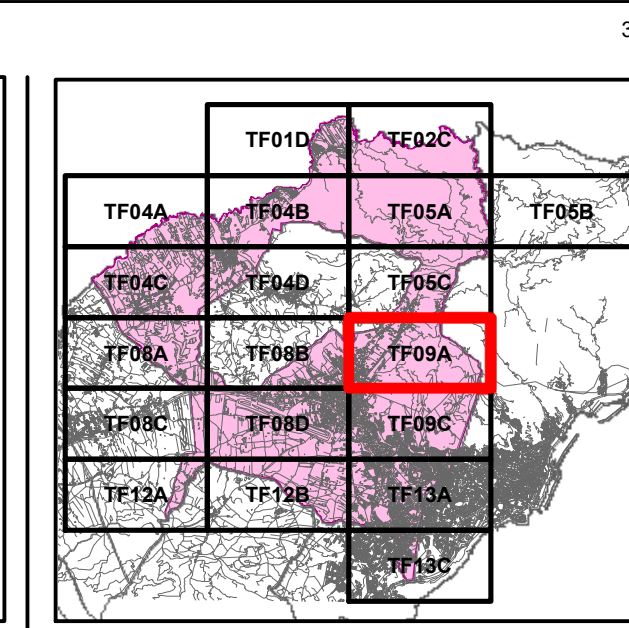 3
TF01D TF02C
TF04A TF04B TF05A TF05B
TF04C TF04D TF05C
TF08A TF08B TF09A
TF08C TF08D TF09C
TF12A TF12B TF13A
TF13C